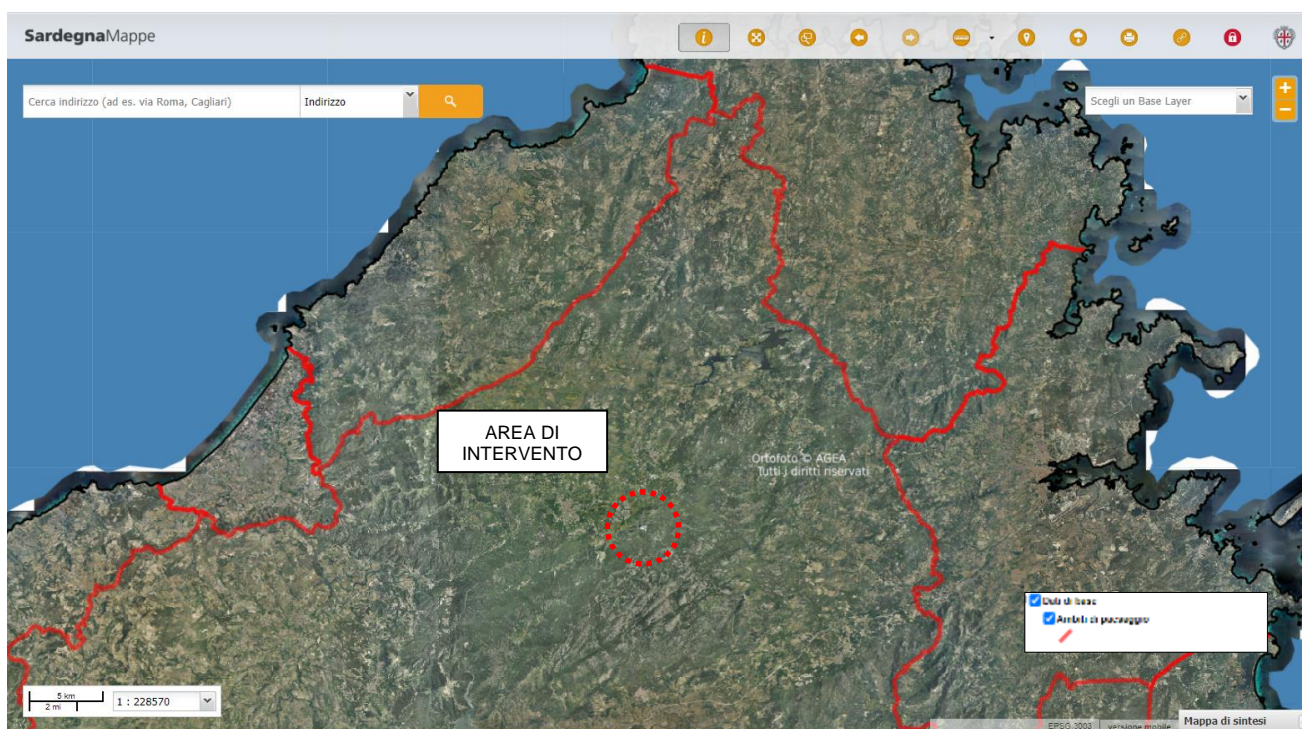 SardegnaMappe
Cerca indirizzo (ad es. via Roma, Cagliari)
Indirizzo
Scegli un Base Layer
+
−
AREA DI
INTERVENTO
Ortofoto © AGEA
Tutti i diritti riservati
Dati di base
Ambiti di paesaggio
5 km
2 mi
1 : 228570
EPSG 3003
versione mobile
Mappa di sintesi